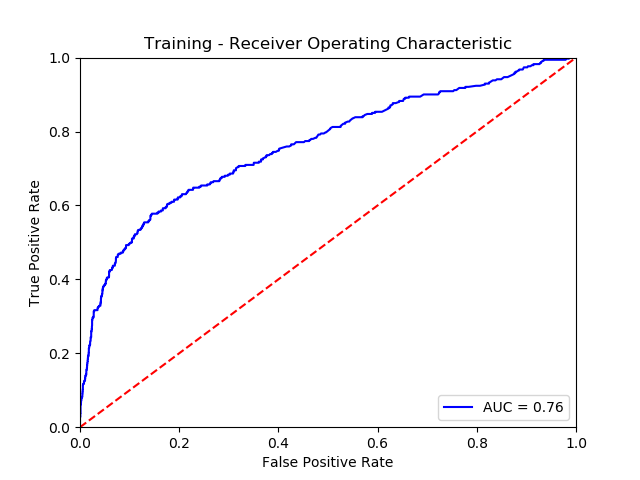 Training - Receiver Operating Characteristic
1.0
0.8
0.6
0.4
0.2
0.0
True Positive Rate
AUC = 0.76
0.0 0.2 0.4 0.6 0.8 1.0
False Positive Rate